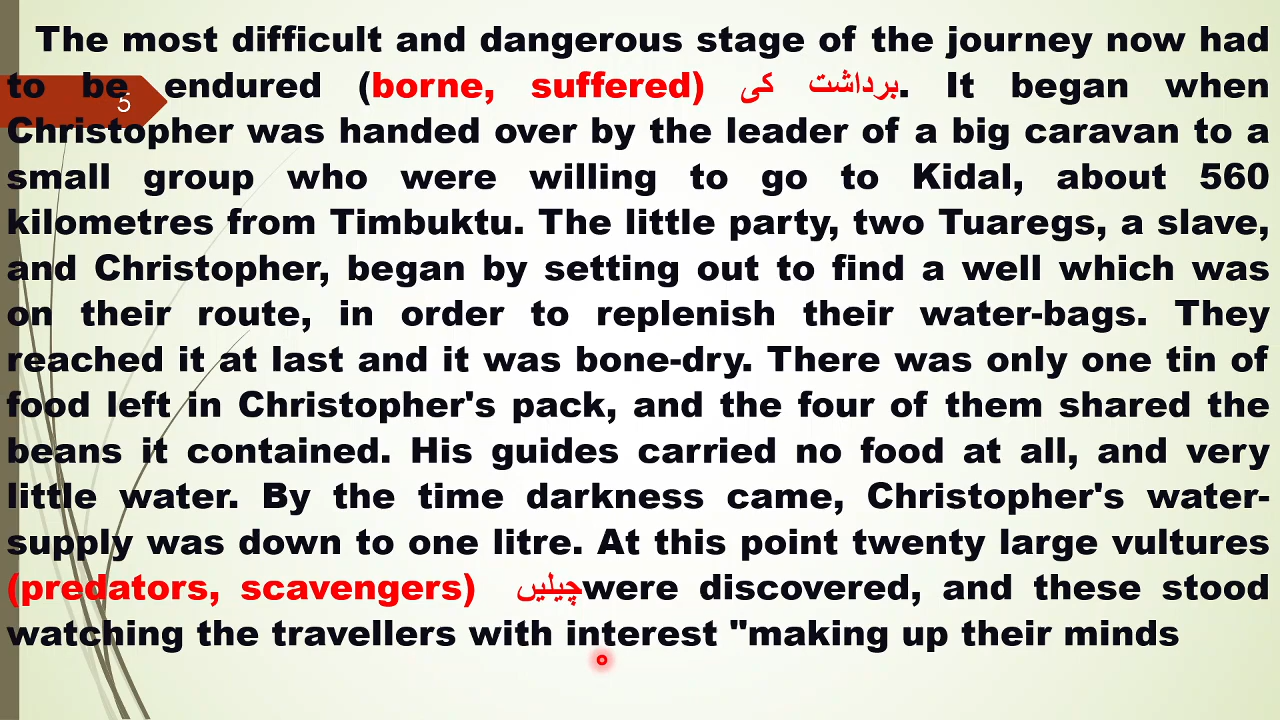 The most difficult and dangerous stage of the journey now had
to be endured (borne, suffered) برداشت کی. It began when
5
Christopher was handed over by the leader of a big caravan to a
small group who were willing to go to Kidal, about 560
kilometres from Timbuktu. The little party, two Tuaregs, a slave,
and Christopher, began by setting out to find a well which was
on their route, in order to replenish their water-bags. They
reached it at last and it was bone-dry. There was only one tin of
food left in Christopher's pack, and the four of them shared the
beans it contained. His guides carried no food at all, and very
little water. By the time darkness came, Christopher's water-
supply was down to one litre. At this point twenty large vultures
(predators, scavengers) چیلیں were discovered, and these stood
watching the travellers with interest "making up their minds